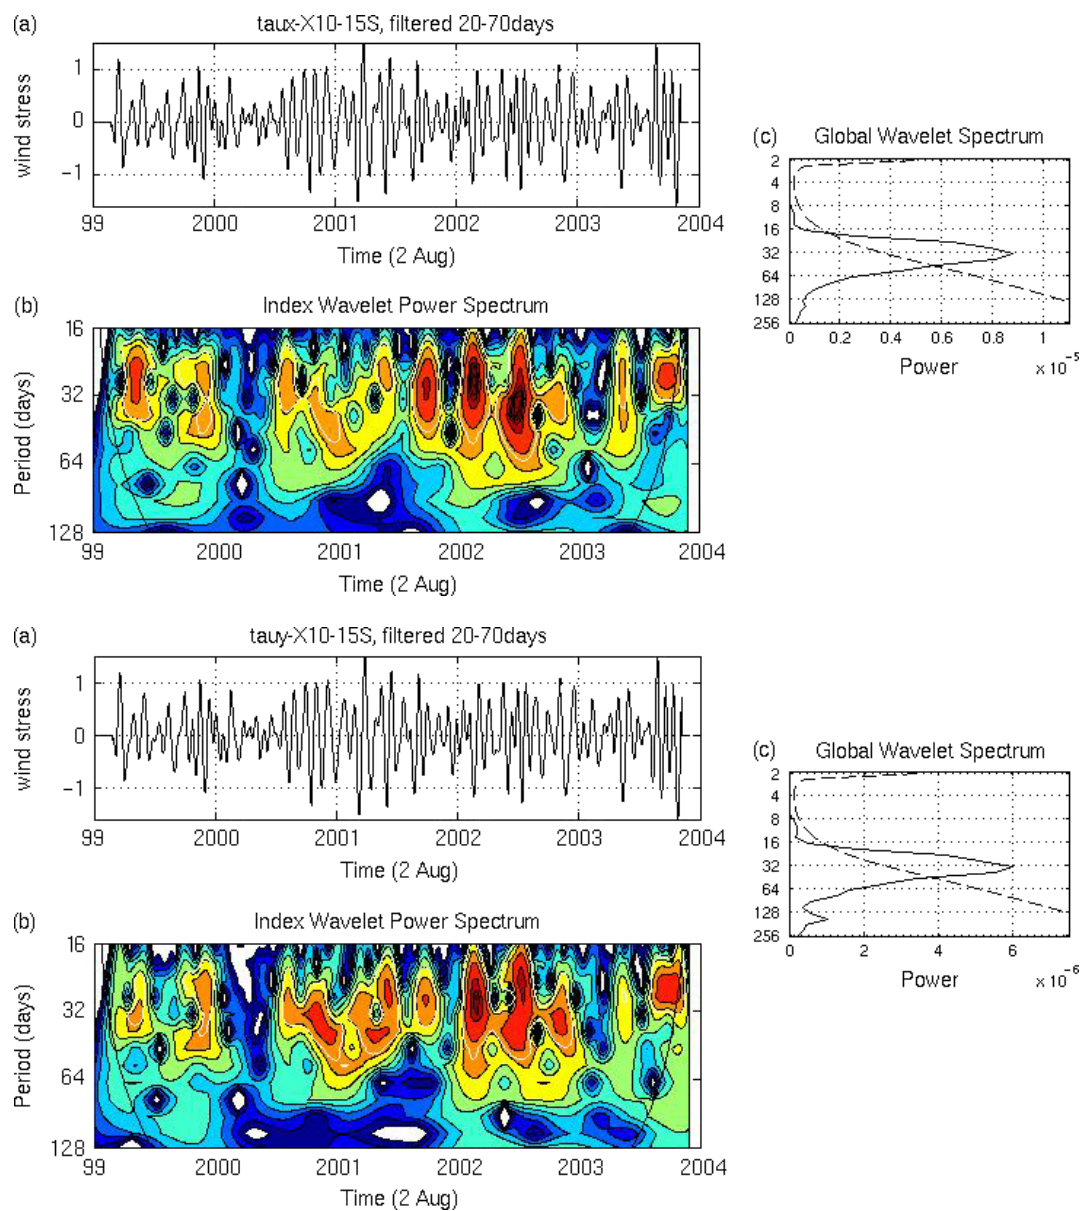 (a)
taux-X10-15S, filtered 20-70days
wind stress
1
0
−1
99 2000 2001 2002 2003 2004
Time (2 Aug)
(c)
Global Wavelet Spectrum
2
4
8
16
32
64
128
256
0 0.2 0.4 0.6 0.8 1
Power x 10⁻⁵
(b)
Index Wavelet Power Spectrum
Period (days)
16
32
64
128
99 2000 2001 2002 2003 2004
Time (2 Aug)
(a)
tauy-X10-15S, filtered 20-70days
wind stress
1
0
−1
99 2000 2001 2002 2003 2004
Time (2 Aug)
(c)
Global Wavelet Spectrum
2
4
8
16
32
64
128
256
0 2 4 6
Power x 10⁻⁶
(b)
Index Wavelet Power Spectrum
Period (days)
16
32
64
128
99 2000 2001 2002 2003 2004
Time (2 Aug)